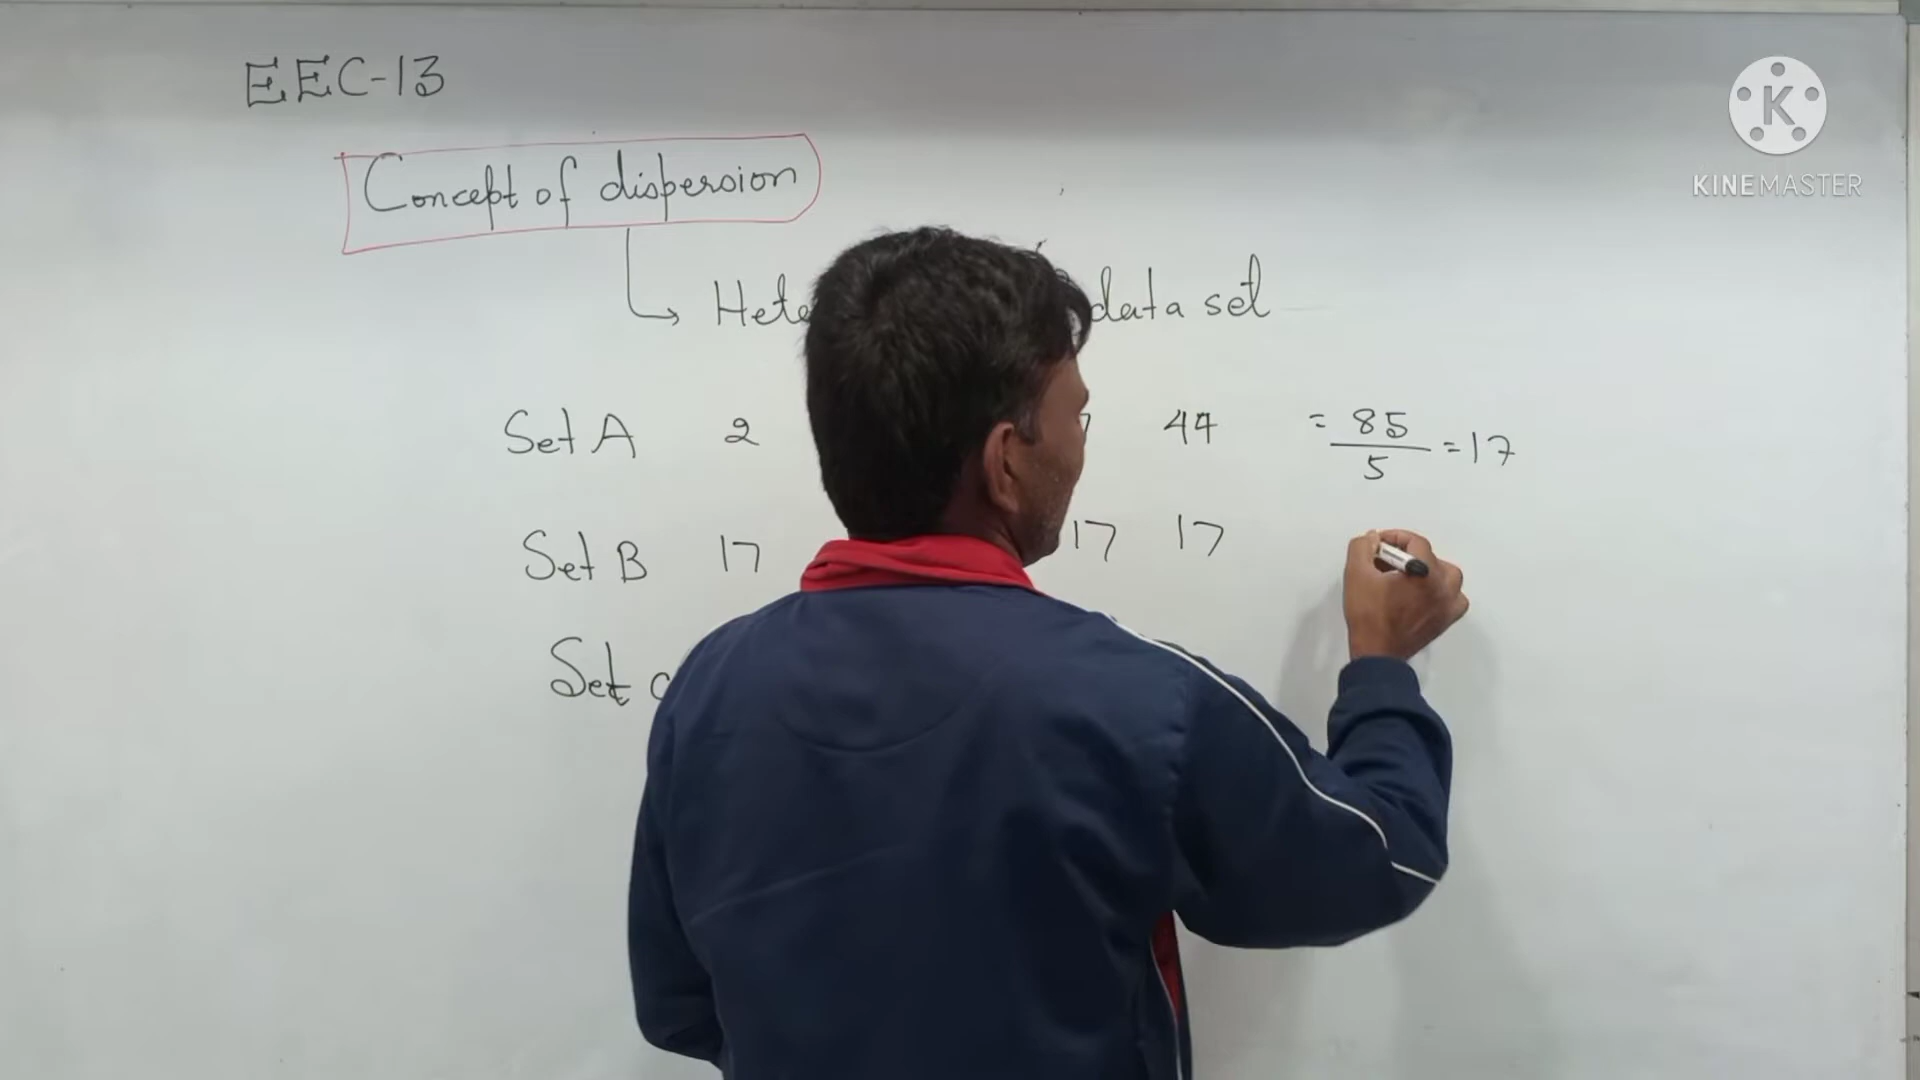 EEC-13
KINEMASTER
Concept of dispersion
data set
Set A 2 44 = 85/5 = 17
Set B 17 17 17
Set